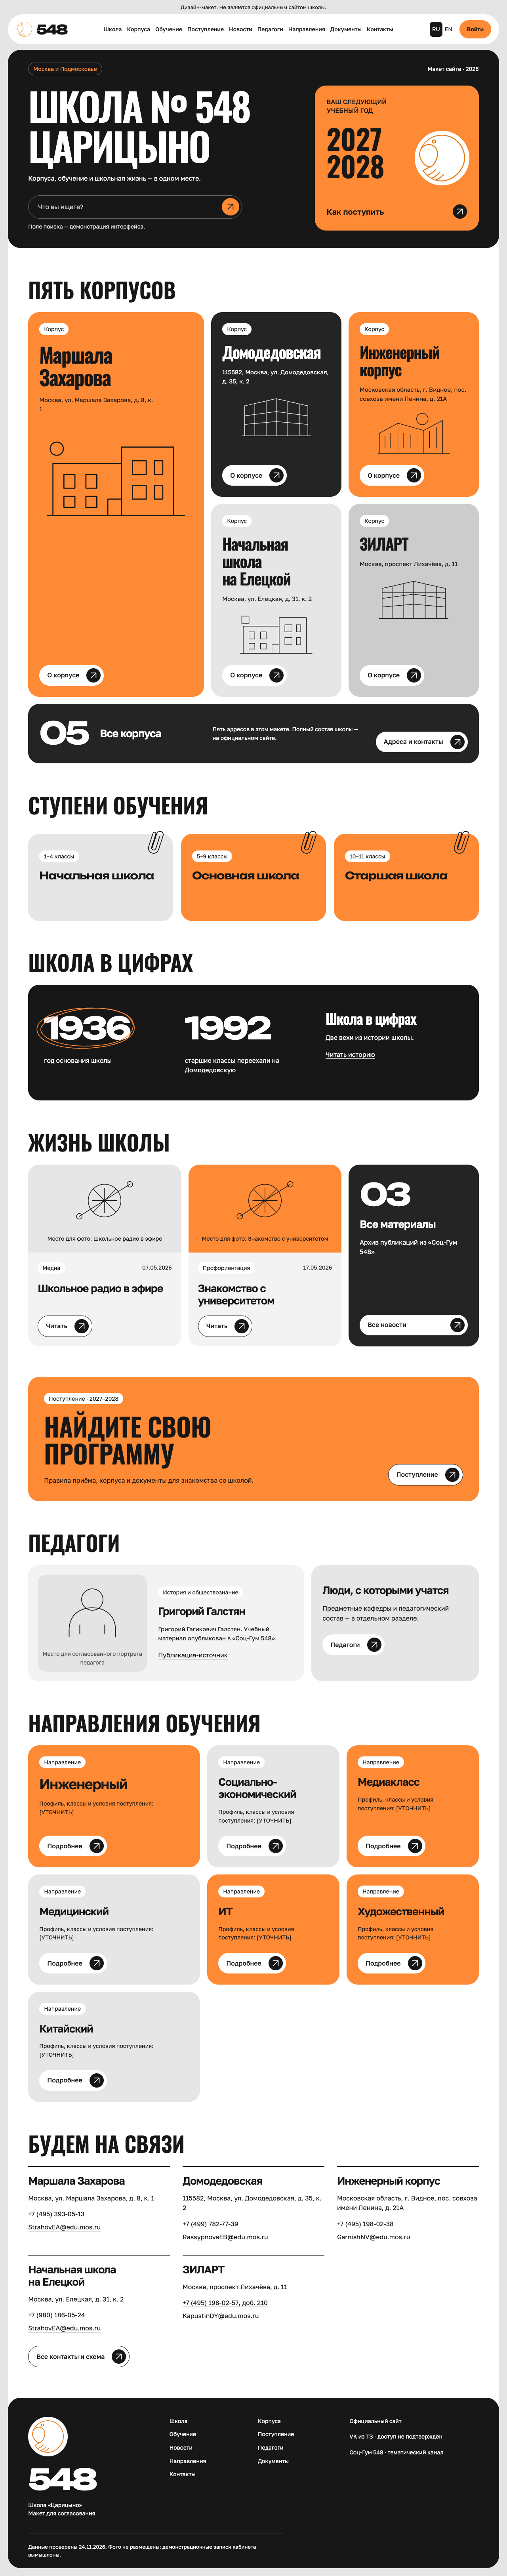 Дизайн-макет. Не является официальным сайтом школы.
548
Школа Корпуса Обучение Поступление Новости Педагоги Направления Документы Контакты
RU EN
Войти
Москва и Подмосковье
Макет сайта · 2026
ШКОЛА № 548
ЦАРИЦЫНО
Корпуса, обучение и школьная жизнь — в одном месте.
Что вы ищете?
Поле поиска — демонстрация интерфейса.
ВАШ СЛЕДУЮЩИЙ
УЧЕБНЫЙ ГОД
2027
2028
Как поступить
ПЯТЬ КОРПУСОВ
Корпус
Маршала
Захарова
Москва, ул. Маршала Захарова, д. 8, к.
1
О корпусе
Корпус
Домодедовская
115582, Москва, ул. Домодедовская,
д. 35, к. 2
О корпусе
Корпус
Инженерный
корпус
Московская область, г. Видное, пос.
совхоза имени Ленина, д. 21А
О корпусе
Корпус
Начальная
школа
на Елецкой
Москва, ул. Елецкая, д. 31, к. 2
О корпусе
Корпус
ЗИЛАРТ
Москва, проспект Лихачёва, д. 11
О корпусе
05
Все корпуса
Пять адресов в этом макете. Полный состав школы —
на официальном сайте.
Адреса и контакты
СТУПЕНИ ОБУЧЕНИЯ
1–4 классы
Начальная школа
5–9 классы
Основная школа
10–11 классы
Старшая школа
ШКОЛА В ЦИФРАХ
1936
год основания школы
1992
старшие классы переехали на
Домодедовскую
Школа в цифрах
Две вехи из истории школы.
Читать историю
ЖИЗНЬ ШКОЛЫ
Место для фото: Школьное радио в эфире
Медиа
07.05.2026
Школьное радио в эфире
Читать
Место для фото: Знакомство с университетом
Профориентация
17.05.2026
Знакомство с
университетом
Читать
03
Все материалы
Архив публикаций из «Соц-Гум
548»
Все новости
Поступление · 2027–2028
НАЙДИТЕ СВОЮ
ПРОГРАММУ
Правила приёма, корпуса и документы для знакомства со школой.
Поступление
ПЕДАГОГИ
Место для согласованного портрета
педагога
История и обществознание
Григорий Галстян
Григорий Гагикович Галстян. Учебный
материал опубликован в «Соц-Гум 548».
Публикация-источник
Люди, с которыми учатся
Предметные кафедры и педагогический
состав — в отдельном разделе.
Педагоги
НАПРАВЛЕНИЯ ОБУЧЕНИЯ
Направление
Инженерный
Профиль, классы и условия поступления:
[УТОЧНИТЬ]
Подробнее
Направление
Социально-
экономический
Профиль, классы и условия
поступления: [УТОЧНИТЬ]
Подробнее
Направление
Медиакласс
Профиль, классы и условия
поступления: [УТОЧНИТЬ]
Подробнее
Направление
Медицинский
Профиль, классы и условия поступления:
[УТОЧНИТЬ]
Подробнее
Направление
ИТ
Профиль, классы и условия
поступления: [УТОЧНИТЬ]
Подробнее
Направление
Художественный
Профиль, классы и условия
поступления: [УТОЧНИТЬ]
Подробнее
Направление
Китайский
Профиль, классы и условия поступления:
[УТОЧНИТЬ]
Подробнее
БУДЕМ НА СВЯЗИ
Маршала Захарова
Москва, ул. Маршала Захарова, д. 8, к. 1
+7 (495) 393-05-13
StrahovEA@edu.mos.ru
Домодедовская
115582, Москва, ул. Домодедовская, д. 35, к.
2
+7 (499) 782-77-39
RassypnovaEB@edu.mos.ru
Инженерный корпус
Московская область, г. Видное, пос. совхоза
имени Ленина, д. 21А
+7 (495) 198-02-38
GarnishNV@edu.mos.ru
Начальная школа
на Елецкой
Москва, ул. Елецкая, д. 31, к. 2
+7 (980) 186-05-24
StrahovEA@edu.mos.ru
ЗИЛАРТ
Москва, проспект Лихачёва, д. 11
+7 (495) 198-02-57, доб. 210
KapustinDY@edu.mos.ru
Все контакты и схема
548
Школа «Царицыно»
Макет для согласования
Школа
Обучение
Новости
Направления
Контакты
Корпуса
Поступление
Педагоги
Документы
Официальный сайт
VK из ТЗ · доступ не подтверждён
Соц-Гум 548 · тематический канал
Данные проверены 24.11.2026. Фото не размещены; демонстрационные записи кабинета
вымышлены.